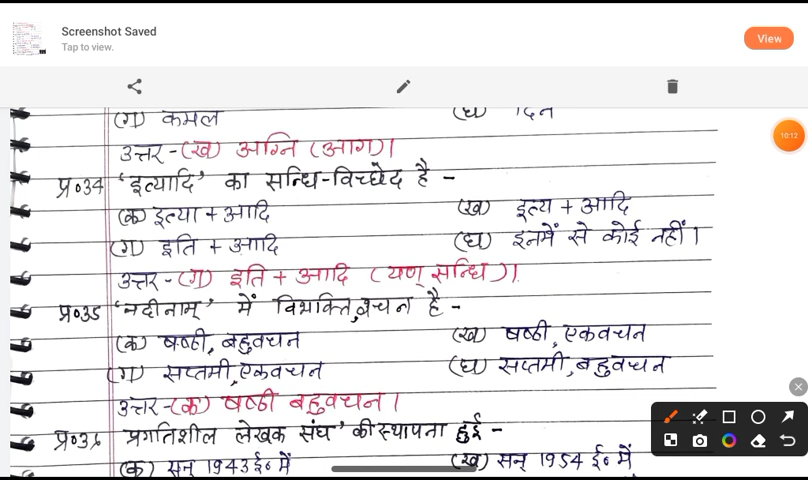 Screenshot Saved
Tap to view.
View
10:12
(ग) कमल (घ) दिन
उत्तर-(ख) अग्नि (आग)।
प्र०34 'इत्यादि' का सन्धि-विच्छेद है -
(क) इत्या + आदि (ख) इत्य + आदि
(ग) इति + आदि (घ) इनमें से कोई नहीं।
उत्तर-(ग) इति + आदि (यण् सन्धि)।
प्र०35 'नदीनाम्' में विभक्ति, वचन है -
(क) षष्ठी, बहुवचन (ख) षष्ठी, एकवचन
(ग) सप्तमी, एकवचन (घ) सप्तमी, बहुवचन
उत्तर-(क) षष्ठी बहुवचन।
प्र०36 प्रगतिशील लेखक संघ' की स्थापना हुई -
(क) सन् 1943 ई० में (ख) सन् 1954 ई० में